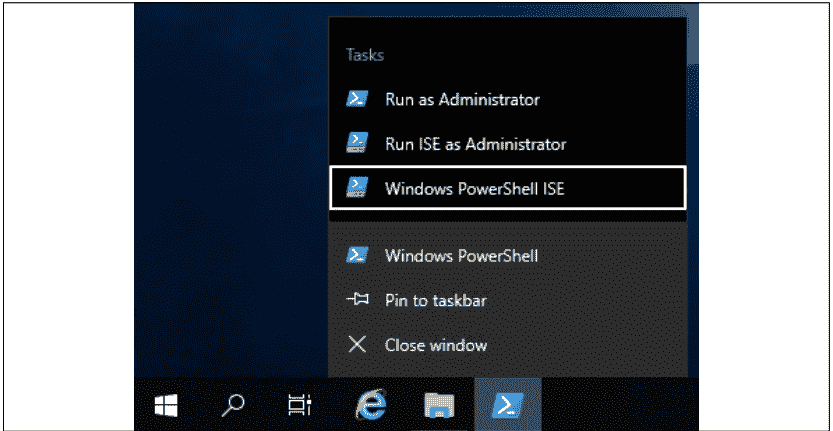 Tasks
Run as Administrator
Run ISE as Administrator
Windows PowerShell ISE
Windows PowerShell
Pin to taskbar
Close window